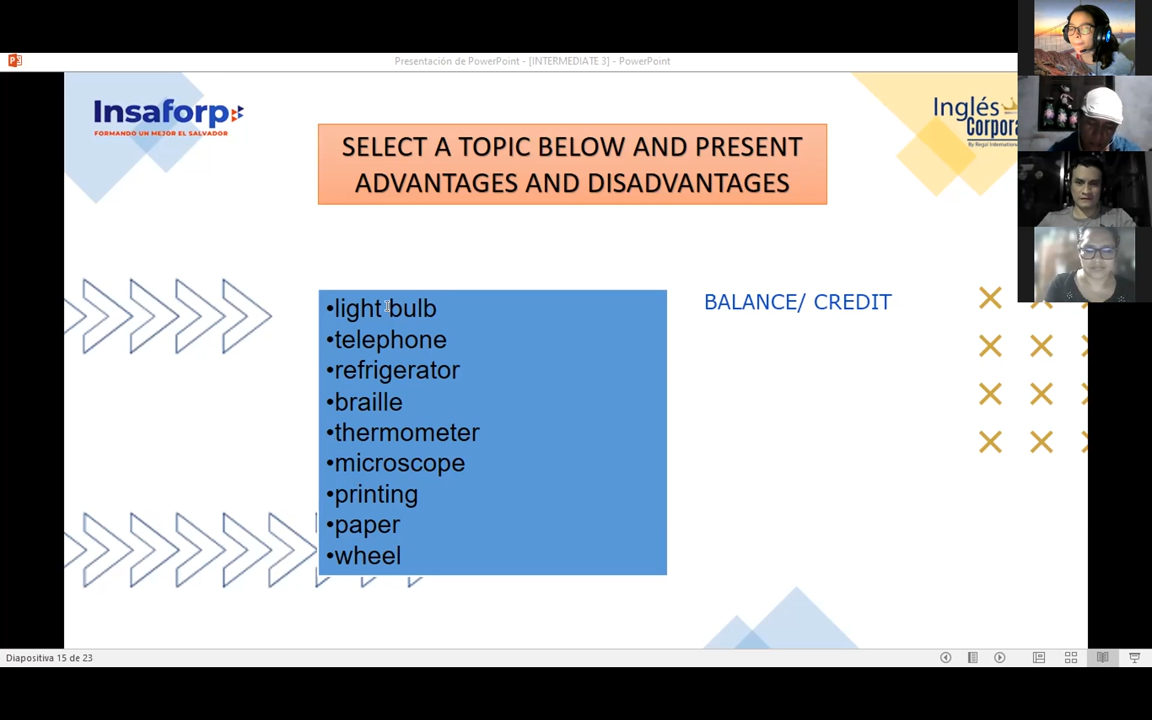 Presentación de PowerPoint - [INTERMEDIATE 3] - PowerPoint
Insaforp
FORMANDO UN MEJOR EL SALVADOR
Inglés
SELECT A TOPIC BELOW AND PRESENT
ADVANTAGES AND DISADVANTAGES
•light bulb
•telephone
•refrigerator
•braille
•thermometer
•microscope
•printing
•paper
•wheel
BALANCE/ CREDIT
Diapositiva 15 de 23